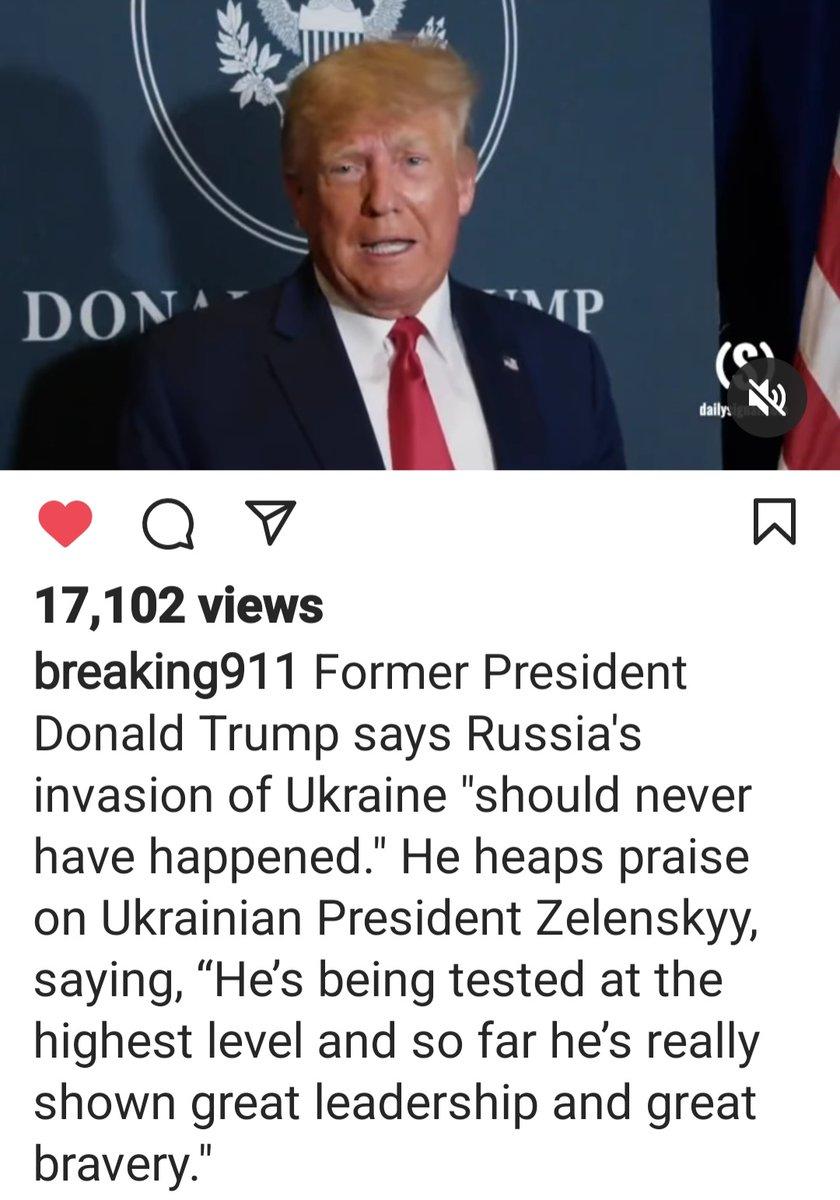 DONA MP
daily
17,102 views
breaking911 Former President
Donald Trump says Russia's
invasion of Ukraine "should never
have happened." He heaps praise
on Ukrainian President Zelenskyy,
saying, “He’s being tested at the
highest level and so far he’s really
shown great leadership and great
bravery."